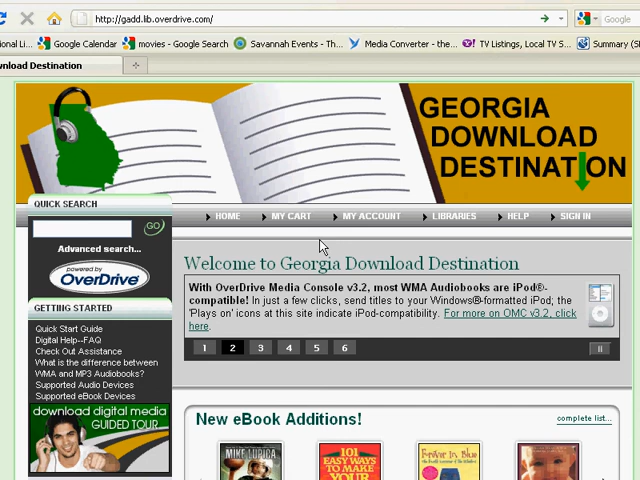 http://gadd.lib.overdrive.com/
Google
onal Li...
Google Calendar
movies - Google Search
Savannah Events - Th...
Media Converter - the...
TV Listings, Local TV S...
Summary (S
wnload Destination
GEORGIA
DOWNLOAD
DESTINATION
QUICK SEARCH
GO
Advanced search...
powered by
OverDrive
HOME
MY CART
MY ACCOUNT
LIBRARIES
HELP
SIGN IN
Welcome to Georgia Download Destination
With OverDrive Media Console v3.2, most WMA Audiobooks are iPod®-
compatible! In just a few clicks, send titles to your Windows®-formatted iPod; the
'Plays on' icons at this site indicate iPod-compatibility. For more on OMC v3.2, click
here.
1 2 3 4 5 6
GETTING STARTED
Quick Start Guide
Digital Help--FAQ
Check Out Assistance
What is the difference between
WMA and MP3 Audiobooks?
Supported Audio Devices
Supported eBook Devices
download digital media
GUIDED TOUR
New eBook Additions!
complete list...
MIKE LUPICA
101
EASY WAYS TO
MAKE YOUR
Forever in Blue